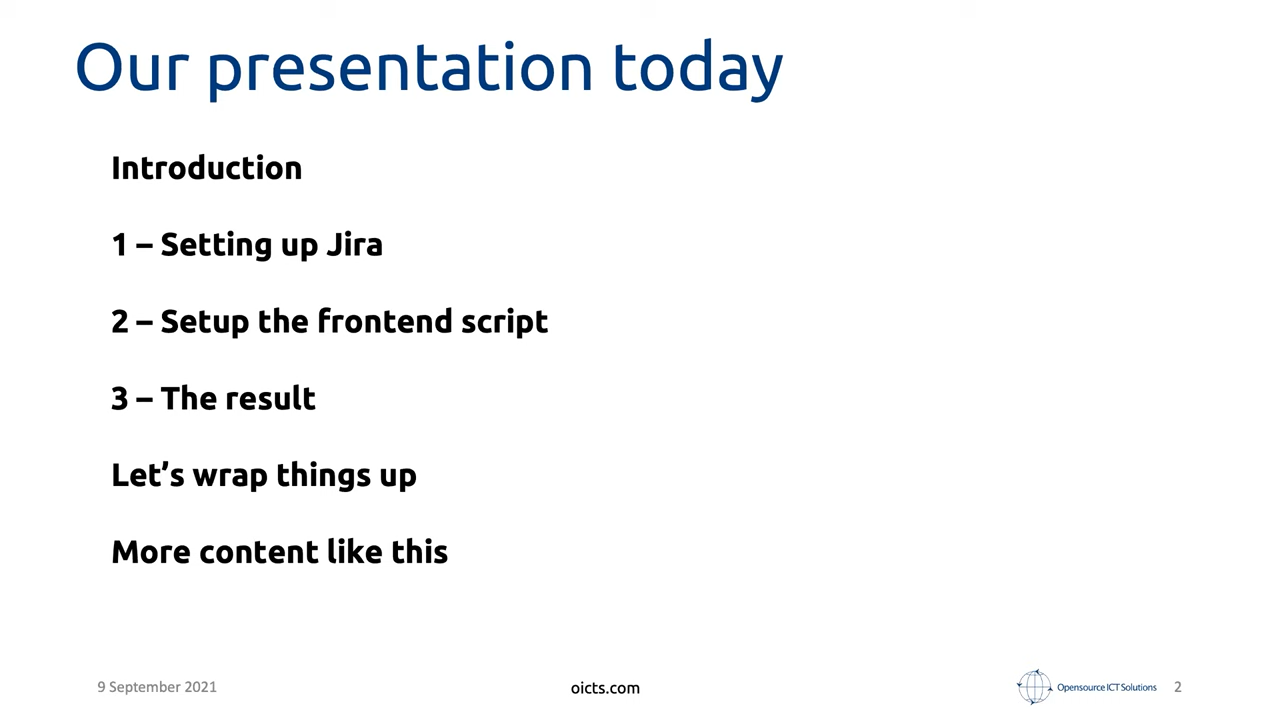 Our presentation today
Introduction
1 – Setting up Jira
2 – Setup the frontend script
3 – The result
Let’s wrap things up
More content like this
9 September 2021
oicts.com
Opensource ICT Solutions
2